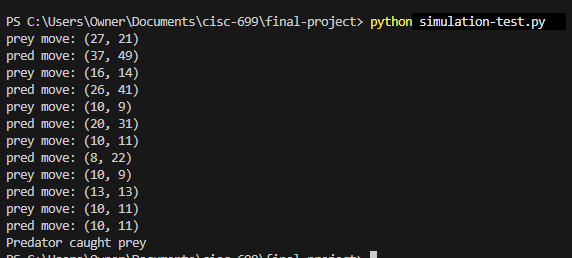 PS C:\Users\Owner\Documents\cisc-699\final-project> python simulation-test.py
prey move: (27, 21)
pred move: (37, 49)
prey move: (16, 14)
pred move: (26, 41)
prey move: (10, 9)
pred move: (20, 31)
prey move: (10, 11)
pred move: (8, 22)
prey move: (10, 9)
pred move: (13, 13)
prey move: (10, 11)
pred move: (10, 11)
Predator caught prey
PS C:\Users\Owner\Documents\cisc-699\final-project>